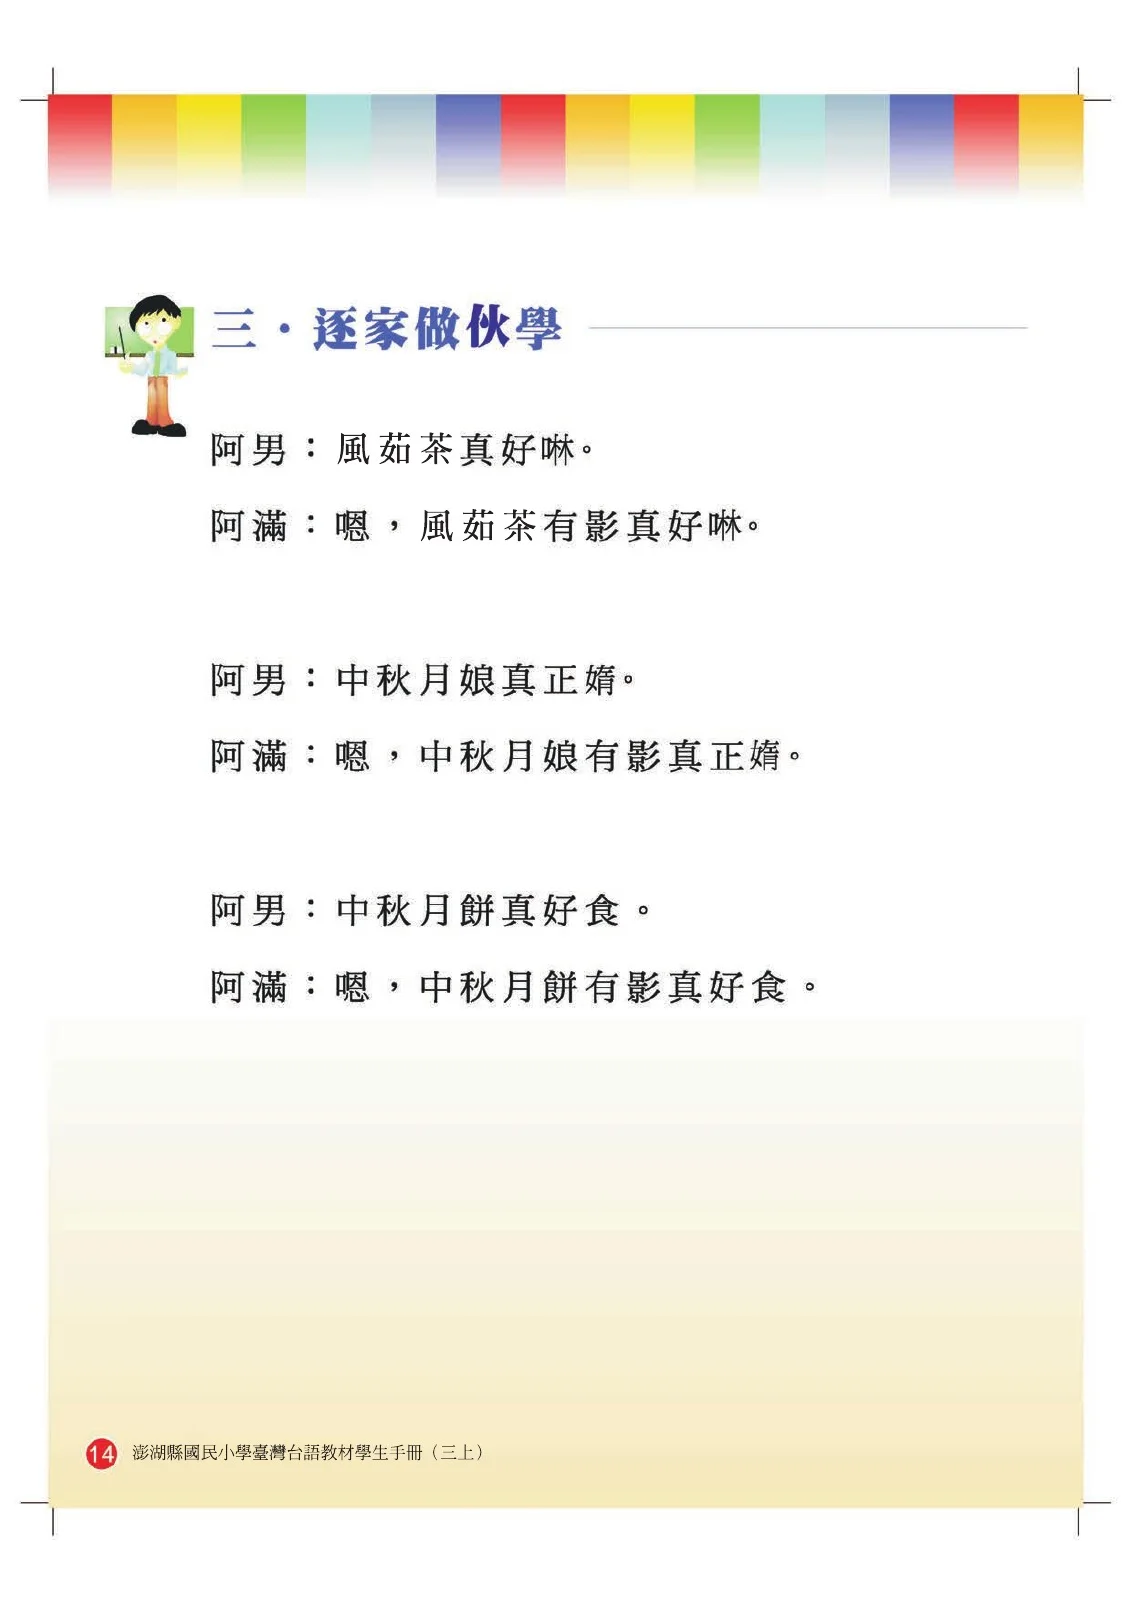 三·逐家做伙學
阿男：風茹茶真好啉。
阿滿：嗯，風茹茶有影真好啉。
阿男：中秋月娘真正媠。
阿滿：嗯，中秋月娘有影真正媠。
阿男：中秋月餅真好食。
阿滿：嗯，中秋月餅有影真好食。
14 澎湖縣國民小學臺灣台語教材學生手冊（三上）